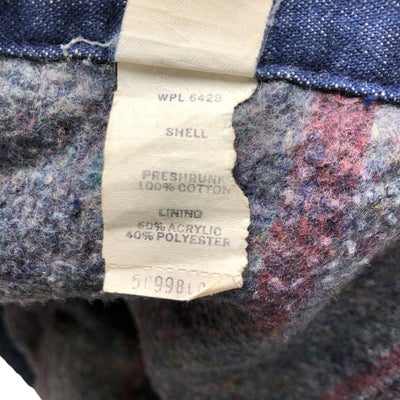 WPL 6428
SHELL
PRESHRUNK
100% COTTON
LINING
60% ACRYLIC
40% POLYESTER